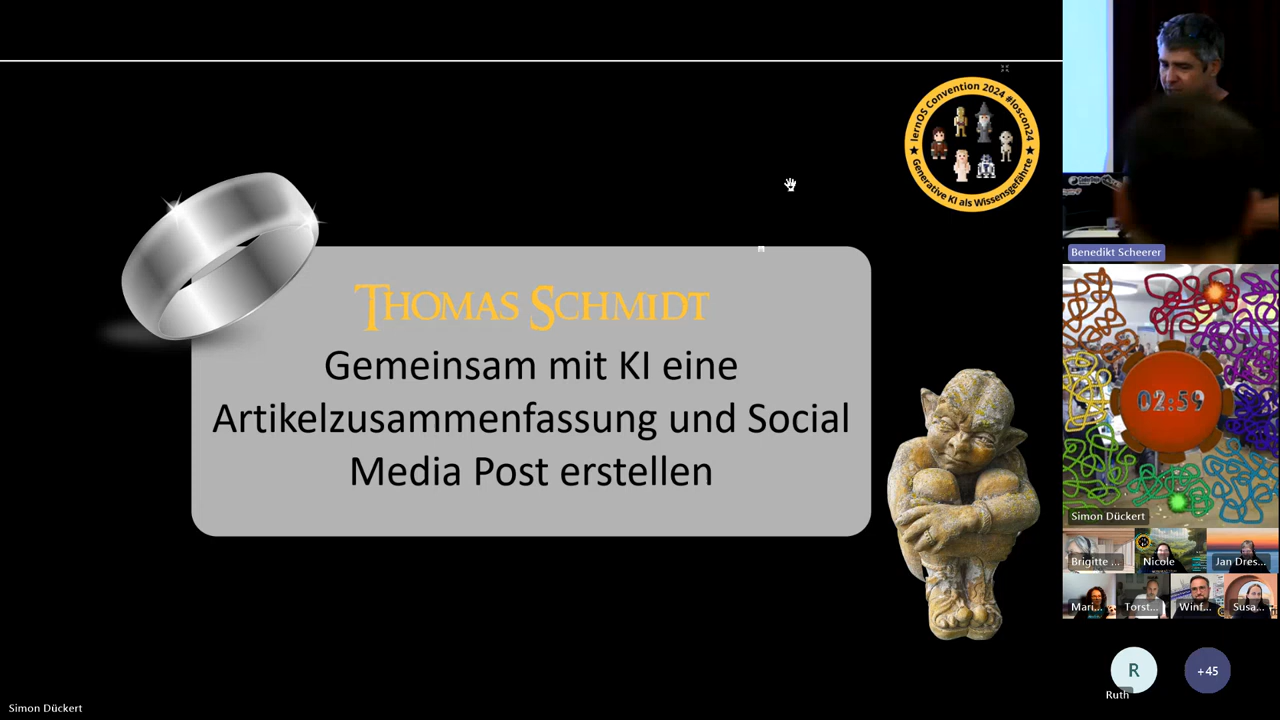 lernOS Convention 2024 #loscon24
Generative KI als Wissensgefährte
THOMAS SCHMIDT
Gemeinsam mit KI eine
Artikelzusammenfassung und Social
Media Post erstellen
Simon Dückert
Benedikt Scheerer
02:59
Simon Dückert
Brigitte ...
Nicole
Jan Dres...
Mari...
Torst...
Winf...
Susa...
R
+45
Ruth